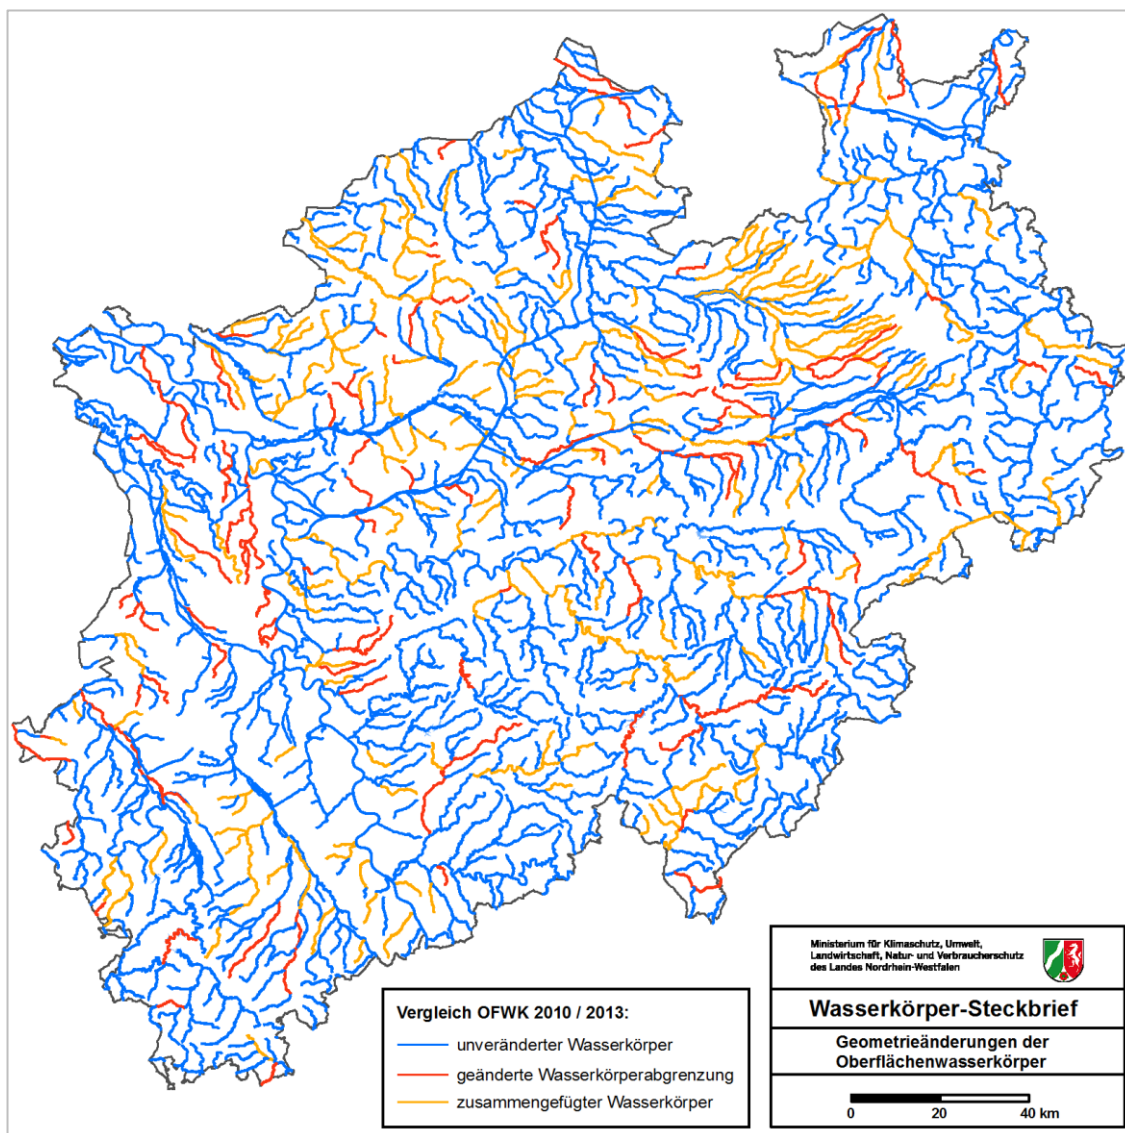 Vergleich OFWK 2010 / 2013:
unveränderter Wasserkörper
geänderte Wasserkörperabgrenzung
zusammengefügter Wasserkörper
Ministerium für Klimaschutz, Umwelt,
Landwirtschaft, Natur- und Verbraucherschutz
des Landes Nordrhein-Westfalen
Wasserkörper-Steckbrief
Geometrieänderungen der
Oberflächenwasserkörper
0 20 40 km